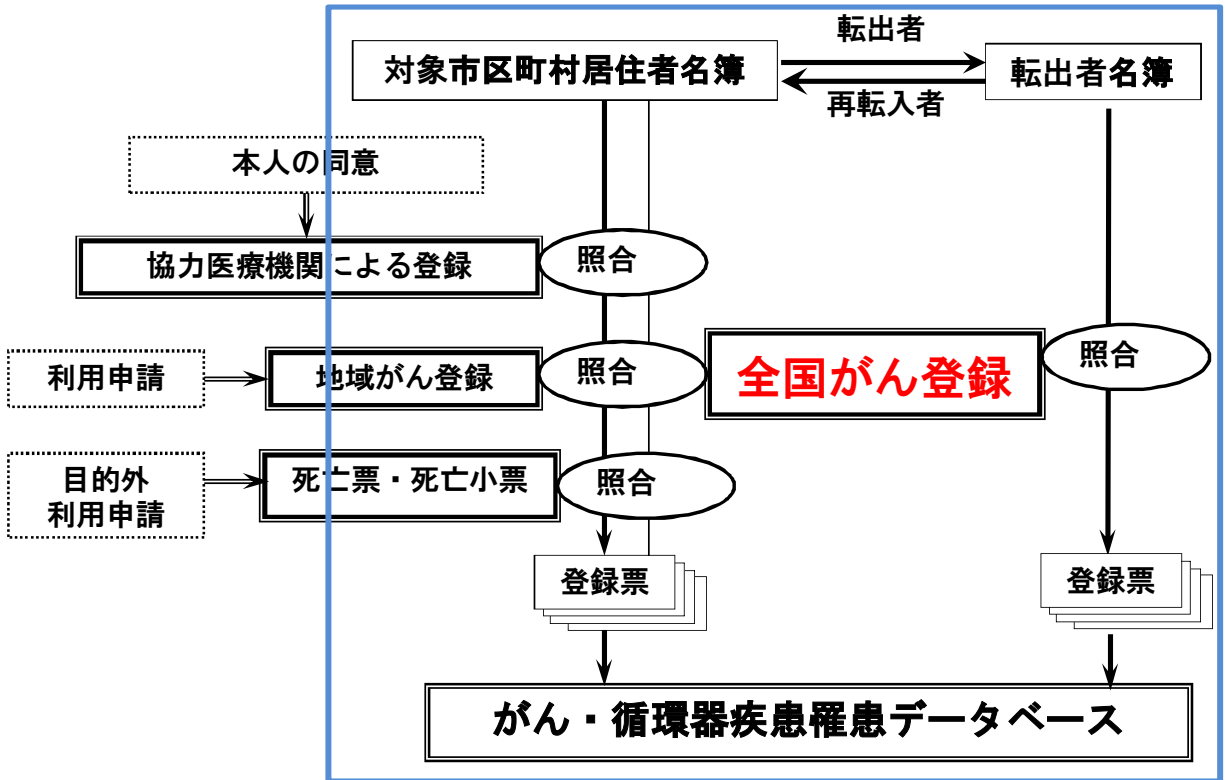 転出者
対象市区町村居住者名簿
転出者名簿
再転入者
本人の同意
協力医療機関による登録
照合
利用申請
地域がん登録
照合
全国がん登録
照合
目的外
利用申請
死亡票・死亡小票
照合
登録票
登録票
がん・循環器疾患罹患データベース